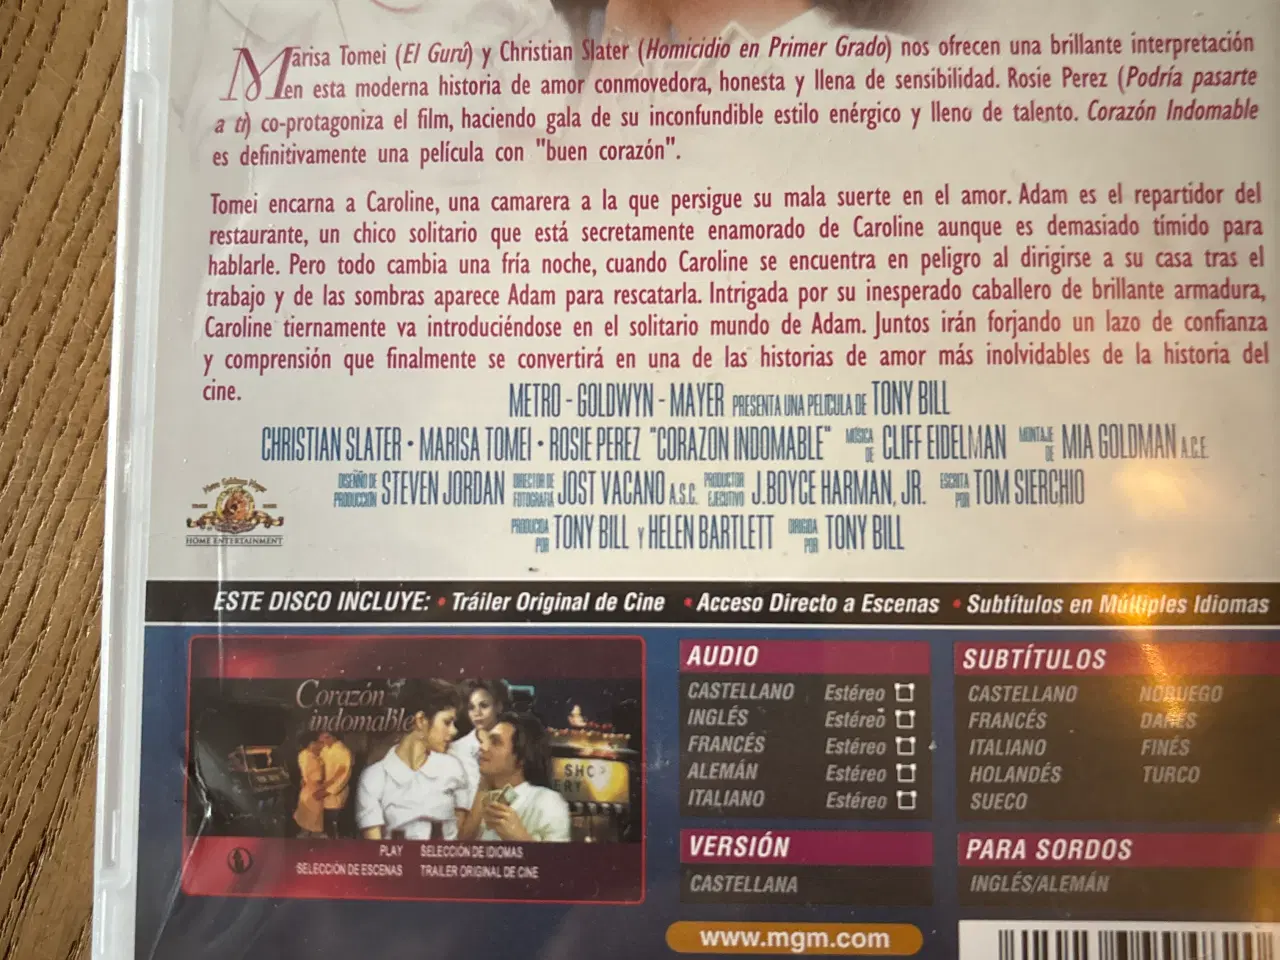 Marisa Tomei (El Gurú) y Christian Slater (Homicidio en Primer Grado) nos ofrecen una brillante interpretación
en esta moderna historia de amor conmovedora, honesta y llena de sensibilidad. Rosie Perez (Podría pasarte
a ti) co-protagoniza el film, haciendo gala de su inconfundible estilo enérgico y lleno de talento. Corazón Indomable
es definitivamente una película con "buen corazón".
Tomei encarna a Caroline, una camarera a la que persigue su mala suerte en el amor. Adam es el repartidor del
restaurante, un chico solitario que está secretamente enamorado de Caroline aunque es demasiado tímido para
hablarle. Pero todo cambia una fría noche, cuando Caroline se encuentra en peligro al dirigirse a su casa tras el
trabajo y de las sombras aparece Adam para rescatarla. Intrigada por su inesperado caballero de brillante armadura,
Caroline tiernamente va introduciéndose en el solitario mundo de Adam. Juntos irán forjando un lazo de confianza
y comprensión que finalmente se convertirá en una de las historias de amor más inolvidables de la historia del
cine.
METRO - GOLDWYN - MAYER PRESENTA UNA PELICULA DE TONY BILL
CHRISTIAN SLATER • MARISA TOMEI • ROSIE PEREZ "CORAZON INDOMABLE" MÚSICA DE CLIFF EIDELMAN MONTAJE DE MIA GOLDMAN A.C.E.
DISEÑO DE PRODUCCIÓN STEVEN JORDAN DIRECTOR DE FOTOGRAFIA JOST VACANO A.S.C. PRODUCTOR EJECUTIVO J. BOYCE HARMAN, JR. ESCRITA POR TOM SIERCHIO
PRODUCIDA POR TONY BILL Y HELEN BARTLETT DIRIGIDA POR TONY BILL
Metro Goldwyn Mayer
TRADE MARK
HOME ENTERTAINMENT
ESTE DISCO INCLUYE: • Tráiler Original de Cine • Acceso Directo a Escenas • Subtítulos en Múltiples Idiomas
Corazón
indomable
SHO
ERY
PLAY SELECCIÓN DE IDIOMAS
SELECCIÓN DE ESCENAS TRAILER ORIGINAL DE CINE
AUDIO
CASTELLANO Estéreo
INGLÉS Estéreo
FRANCÉS Estéreo
ALEMÁN Estéreo
ITALIANO Estéreo
VERSIÓN
CASTELLANA
SUBTÍTULOS
CASTELLANO NORUEGO
FRANCÉS DANÉS
ITALIANO FINÉS
HOLANDÉS TURCO
SUECO
PARA SORDOS
INGLÉS/ALEMÁN
www.mgm.com